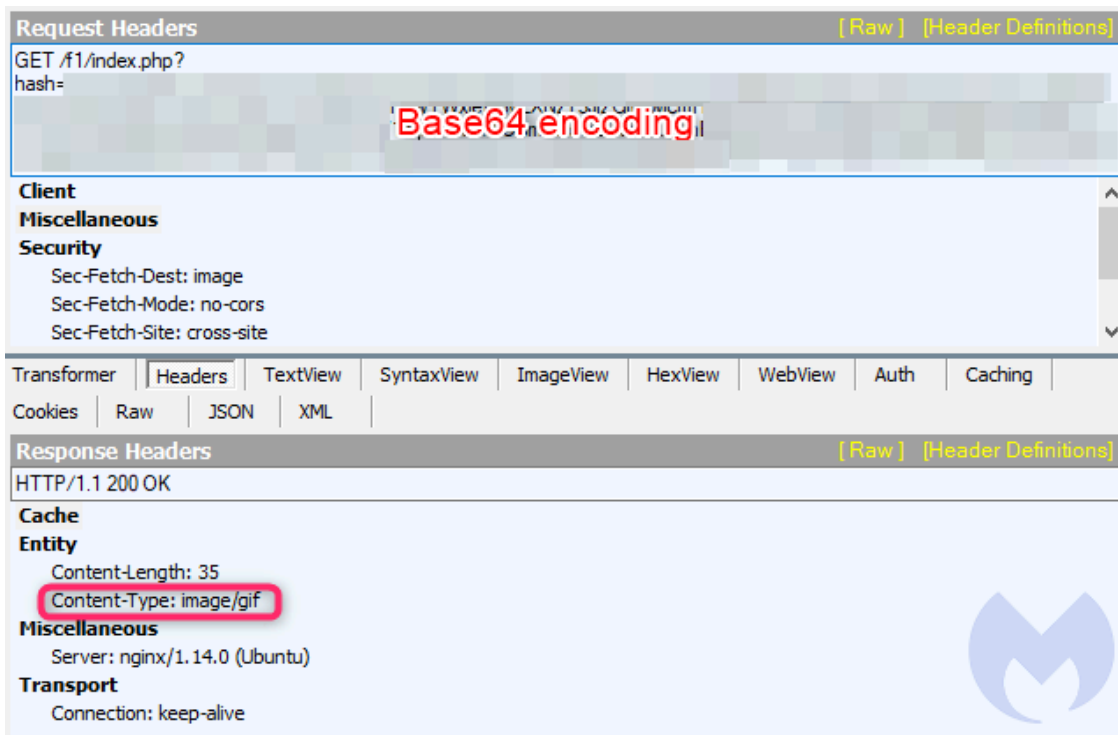 Request Headers [ Raw ] [Header Definitions]
GET /f1/index.php?
hash=
Base64 encoding
Client
Miscellaneous
Security
Sec-Fetch-Dest: image
Sec-Fetch-Mode: no-cors
Sec-Fetch-Site: cross-site
Transformer Headers TextView SyntaxView ImageView HexView WebView Auth Caching
Cookies Raw JSON XML
Response Headers [ Raw ] [Header Definitions]
HTTP/1.1 200 OK
Cache
Entity
Content-Length: 35
Content-Type: image/gif
Miscellaneous
Server: nginx/1.14.0 (Ubuntu)
Transport
Connection: keep-alive